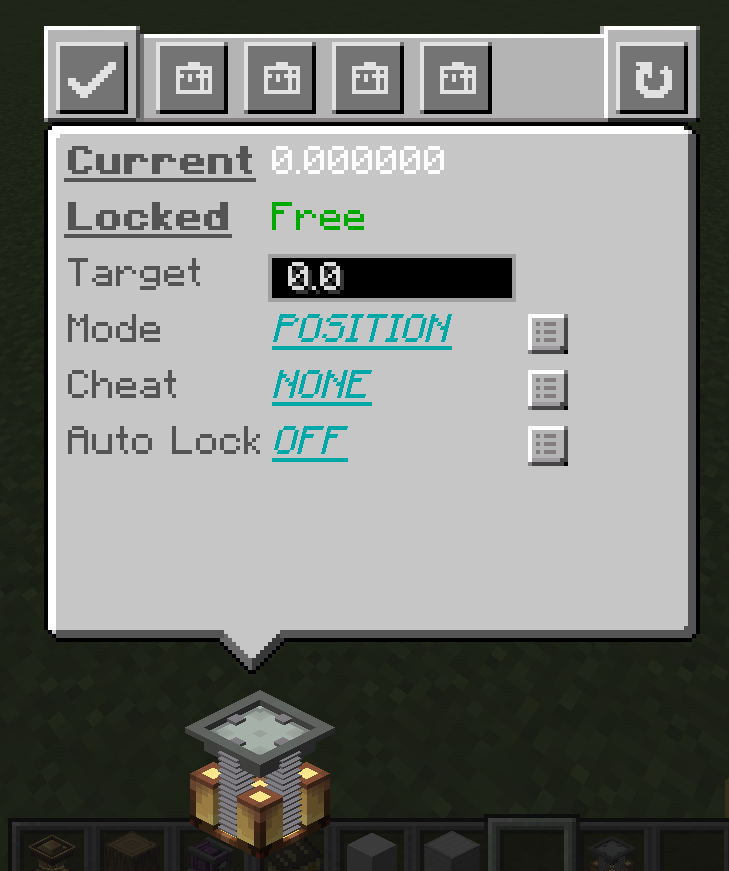 Current 0.000000
Locked Free
Target 0.0
Mode POSITION
Cheat NONE
Auto Lock OFF